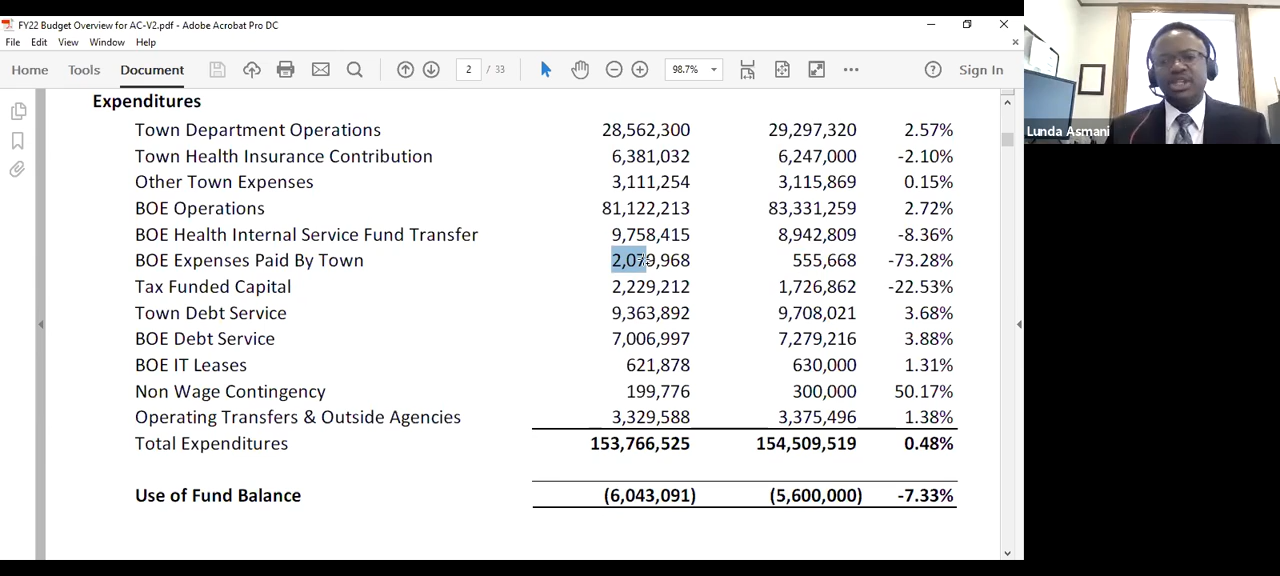 FY22 Budget Overview for AC-V2.pdf - Adobe Acrobat Pro DC
File Edit View Window Help
Home Tools Document 2 / 33 98.7% Sign In
Expenditures
Town Department Operations 28,562,300 29,297,320 2.57%
Town Health Insurance Contribution 6,381,032 6,247,000 -2.10%
Other Town Expenses 3,111,254 3,115,869 0.15%
BOE Operations 81,122,213 83,331,259 2.72%
BOE Health Internal Service Fund Transfer 9,758,415 8,942,809 -8.36%
BOE Expenses Paid By Town 2,079,968 555,668 -73.28%
Tax Funded Capital 2,229,212 1,726,862 -22.53%
Town Debt Service 9,363,892 9,708,021 3.68%
BOE Debt Service 7,006,997 7,279,216 3.88%
BOE IT Leases 621,878 630,000 1.31%
Non Wage Contingency 199,776 300,000 50.17%
Operating Transfers & Outside Agencies 3,329,588 3,375,496 1.38%
Total Expenditures 153,766,525 154,509,519 0.48%
Use of Fund Balance (6,043,091) (5,600,000) -7.33%
Lunda Asmani